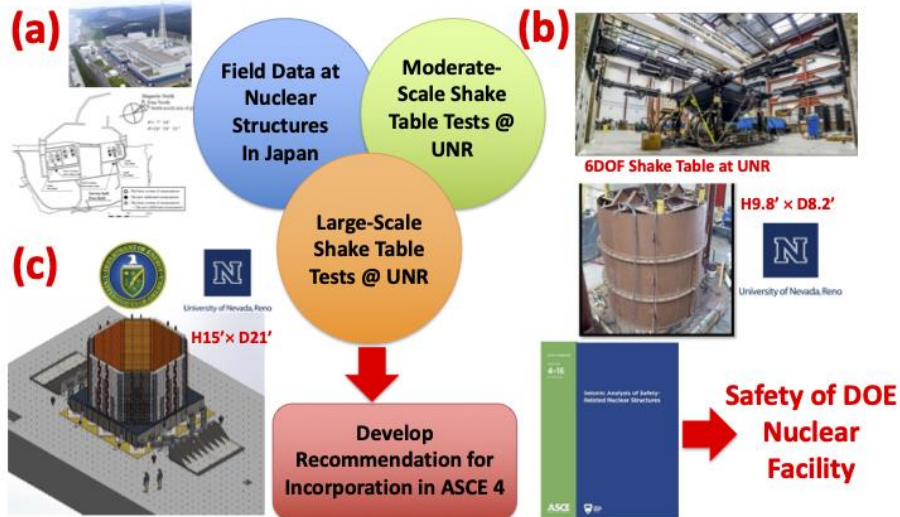 (a)
Field Data at
Nuclear
Structures
In Japan
Moderate-
Scale Shake
Table Tests @
UNR
(b)
6DOF Shake Table at UNR
H9.8' × D8.2'
N
University of Nevada, Reno
Large-Scale
Shake Table
Tests @ UNR
(c)
N
University of Nevada, Reno
H15'× D21'
Develop
Recommendation for
Incorporation in ASCE 4
4-16
Seismic Analysis of Safety-
Related Nuclear Structures
ASCE
Safety of DOE
Nuclear
Facility